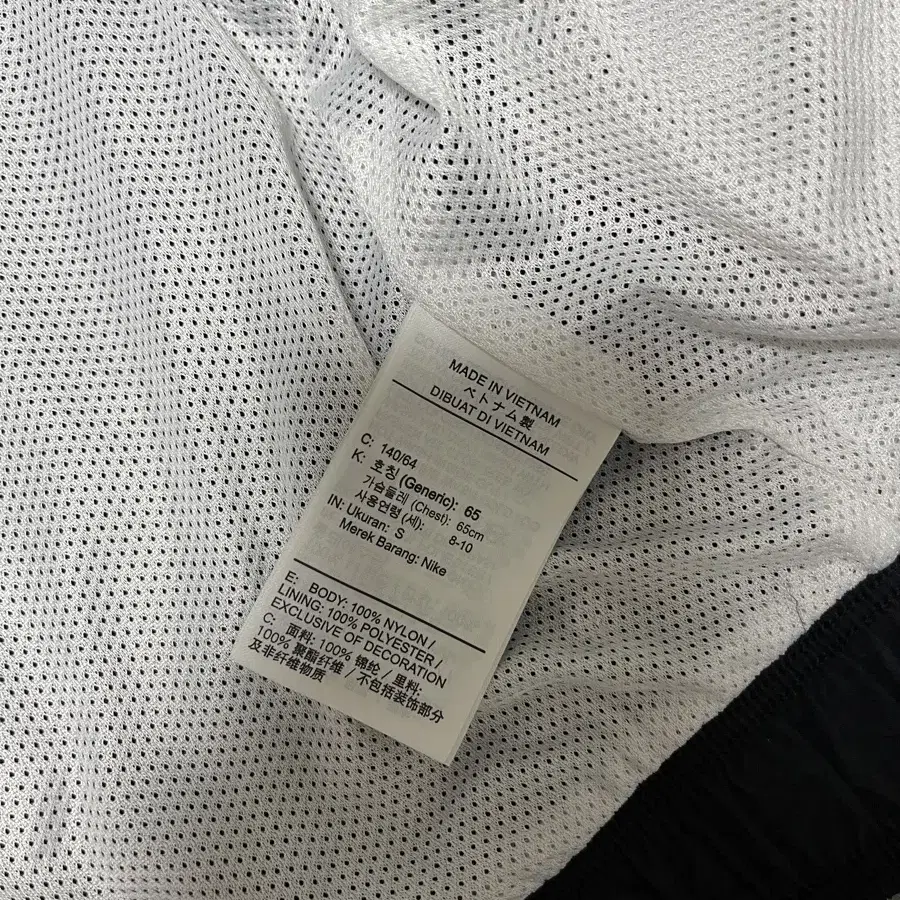 MADE IN VIETNAM
ベトナム製
DIBUAT DI VIETNAM
C: 140/64
K: 호칭 (Generic): 65
가슴둘레 (Chest): 65cm
사용연령 (세): 8-10
IN: Ukuran: S
Merek Barang: Nike
E: BODY: 100% NYLON /
LINING: 100% POLYESTER /
EXCLUSIVE OF DECORATION
C: 面料: 100% 锦纶 / 里料:
100% 聚酯纤维 / 不包括装饰部分
及非纤维物质